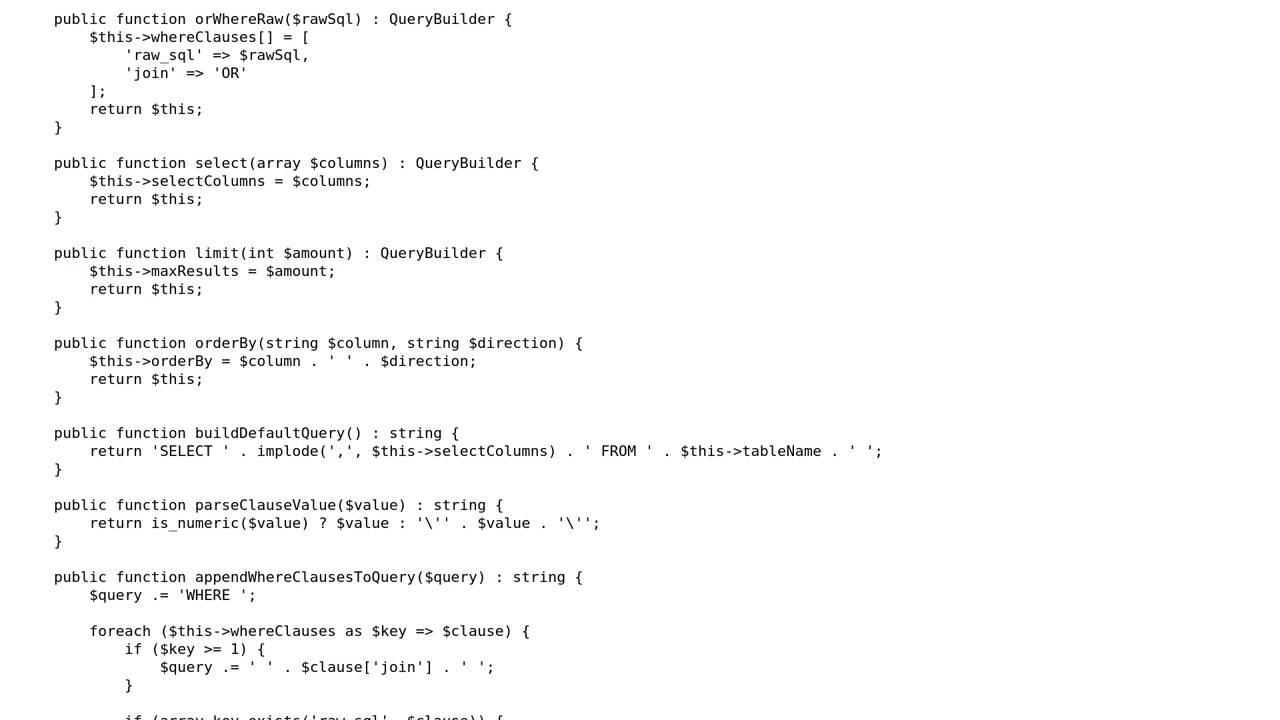 public function orWhereRaw($rawSql) : QueryBuilder {
    $this->whereClauses[] = [
        'raw_sql' => $rawSql,
        'join' => 'OR'
    ];
    return $this;
}

public function select(array $columns) : QueryBuilder {
    $this->selectColumns = $columns;
    return $this;
}

public function limit(int $amount) : QueryBuilder {
    $this->maxResults = $amount;
    return $this;
}

public function orderBy(string $column, string $direction) {
    $this->orderBy = $column . ' ' . $direction;
    return $this;
}

public function buildDefaultQuery() : string {
    return 'SELECT ' . implode(',', $this->selectColumns) . ' FROM ' . $this->tableName . ' ';
}

public function parseClauseValue($value) : string {
    return is_numeric($value) ? $value : '\'' . $value . '\'';
}

public function appendWhereClausesToQuery($query) : string {
    $query .= 'WHERE ';

    foreach ($this->whereClauses as $key => $clause) {
        if ($key >= 1) {
            $query .= ' ' . $clause['join'] . ' ';
        }

        if (array_key_exists('raw_sql', $clause)) {